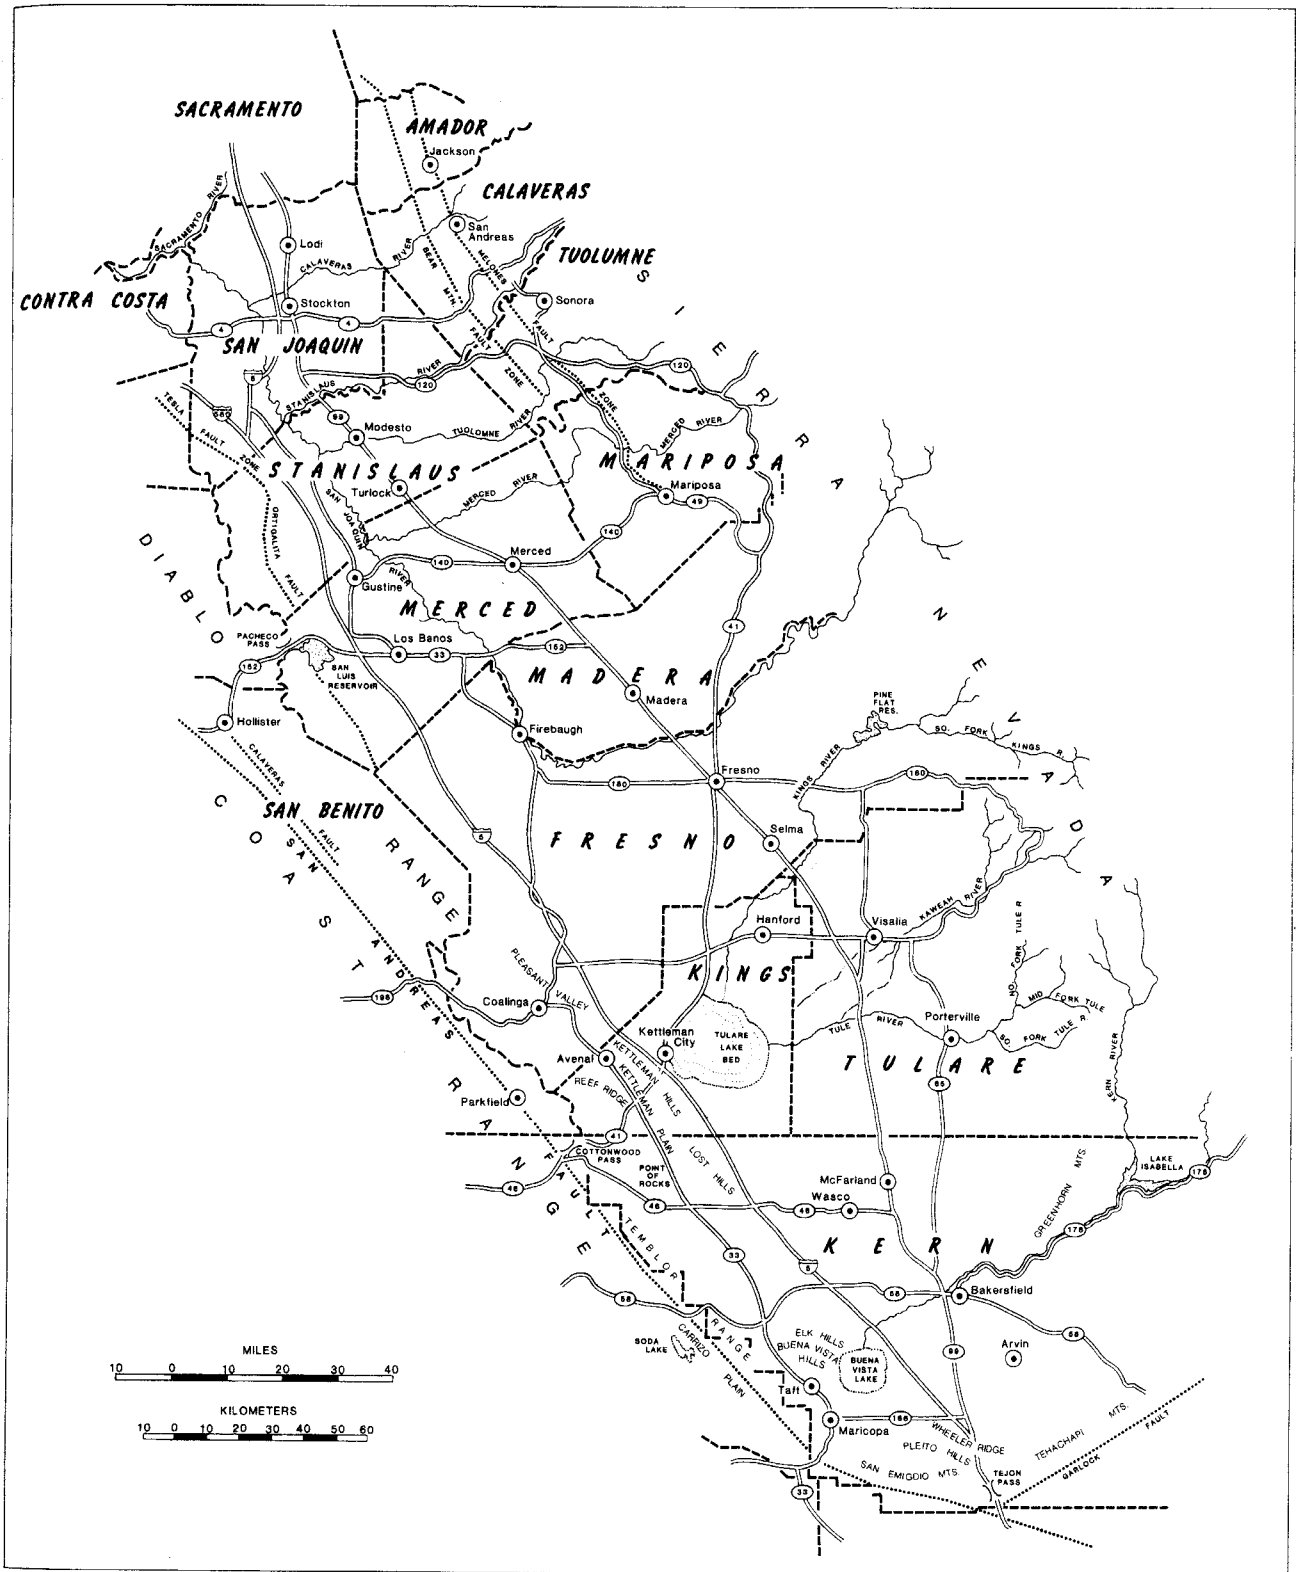 SACRAMENTO
AMADOR
Jackson
CALAVERAS
San
Andreas
TUOLUMNE
SACRAMENTO RIVER
Lodi
CALAVERAS RIVER
BEAR MTN. FAULT ZONE
MELONES FAULT ZONE
CONTRA COSTA
Stockton
Sonora
4
4
SAN JOAQUIN
SIERRA NEVADA
5
STANISLAUS RIVER
120
120
120
TESLA FAULT ZONE
580
99
Modesto
TUOLOMNE RIVER
MERCED RIVER
STANISLAUS
MARIPOSA
Turlock
MERCED RIVER
Mariposa
49
SAN JOAQUIN RIVER
ORTIGALITA FAULT
140
140
Merced
DIABLO RANGE
Gustine
MERCED
41
PACHECO
PASS
Los Banos
33
152
152
SAN
LUIS
RESERVOIR
MADERA
Madera
Hollister
Firebaugh
PINE
FLAT
RES.
SO. FORK KINGS R.
CALAVERAS FAULT
KINGS RIVER
Fresno
180
180
COAST RANGE
SAN BENITO
5
FRESNO
Selma
SAN ANDREAS FAULT
KAWEAH RIVER
Hanford
Visalia
KINGS
PLEASANT VALLEY
NO. FORK TULE R
MID FORK TULE
SO. FORK TULE R.
198
Coalinga
Kettleman
City
TULARE
LAKE
BED
TULE RIVER
Porterville
Avenal
KETTLEMAN HILLS
KETTLEMAN PLAIN
REEF RIDGE
TULARE
65
KERN RIVER
Parkfield
41
COTTONWOOD
PASS
LOST HILLS
POINT
OF
ROCKS
LAKE
ISABELLA
178
GREENHORN MTS.
46
46
46
McFarland
Wasco
TEMBLOR RANGE
33
KERN
178
5
58
58
Bakersfield
58
CARRIZO PLAIN
SODA
LAKE
ELK HILLS
BUENA VISTA
HILLS
BUENA
VISTA
LAKE
99
Arvin
Taft
Maricopa
166
WHEELER RIDGE
PLEITO HILLS
SAN EMIGDIO MTS.
TEJON
PASS
TEHACHAPI MTS.
GARLOCK FAULT
33
MILES
10 0 10 20 30 40
KILOMETERS
10 0 10 20 30 40 50 60